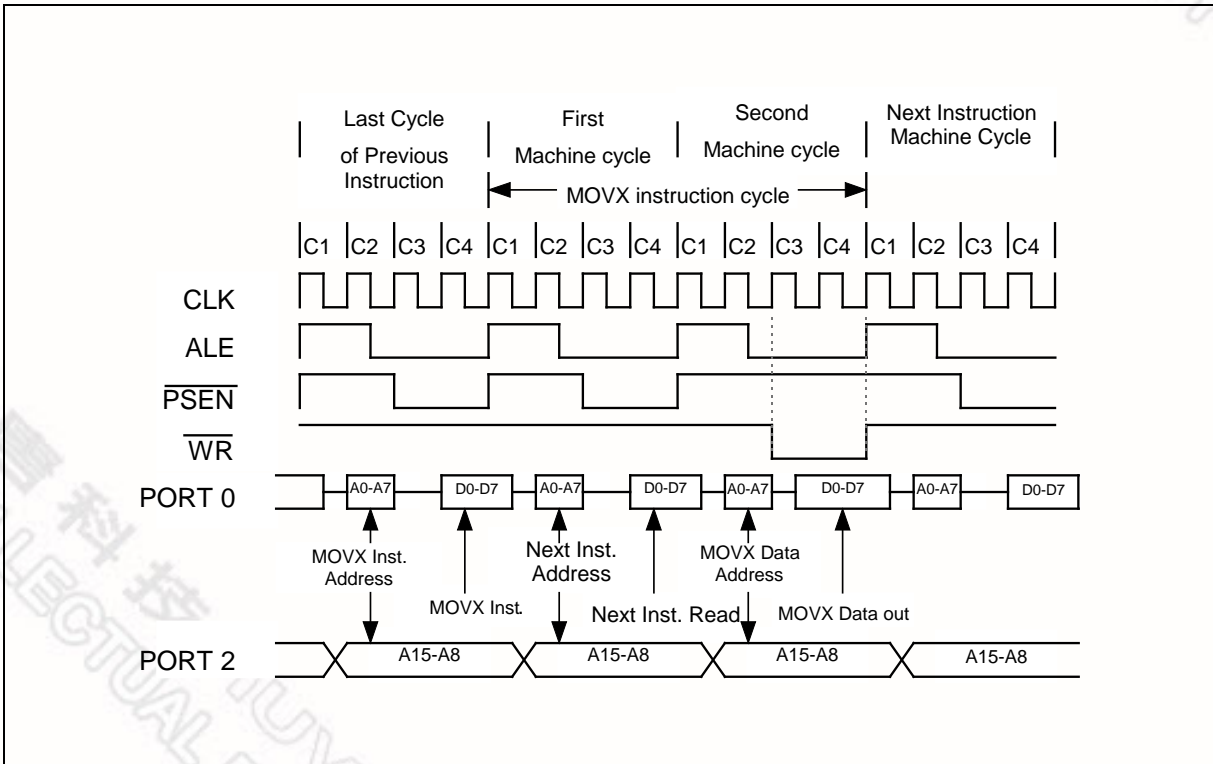 Last Cycle
of Previous
Instruction
First
Machine cycle
Second
Machine cycle
Next Instruction
Machine Cycle
MOVX instruction cycle
C1 C2 C3 C4 C1 C2 C3 C4 C1 C2 C3 C4 C1 C2 C3 C4
CLK
ALE
PSEN
WR
PORT 0
A0-A7 D0-D7 A0-A7 D0-D7 A0-A7 D0-D7 A0-A7 D0-D7
MOVX Inst.
Address
MOVX Inst.
Next Inst.
Address
Next Inst. Read
MOVX Data
Address
MOVX Data out
PORT 2
A15-A8 A15-A8 A15-A8 A15-A8
科技